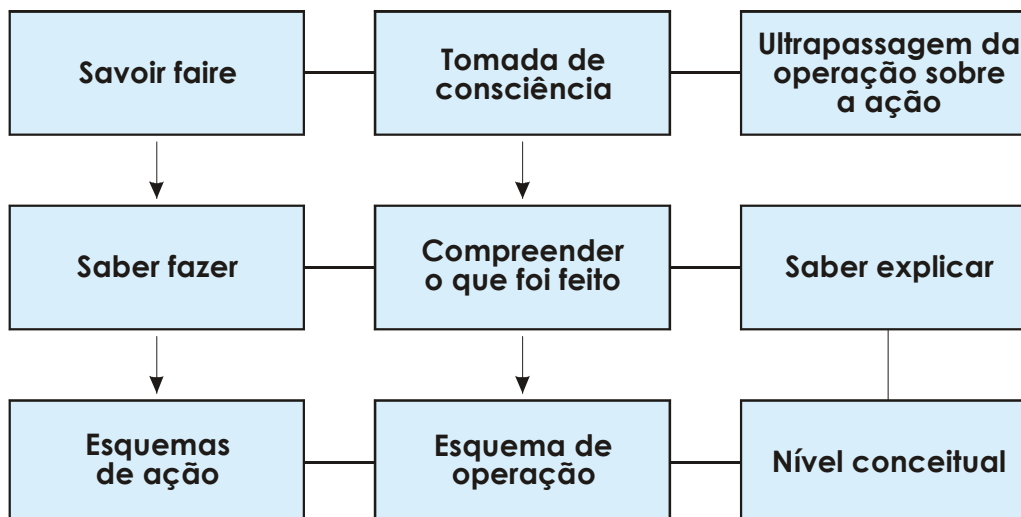 Savoir faire
Tomada de
consciência
Ultrapassagem da
operação sobre
a ação
Saber fazer
Compreender
o que foi feito
Saber explicar
Esquemas
de ação
Esquema de
operação
Nível conceitual